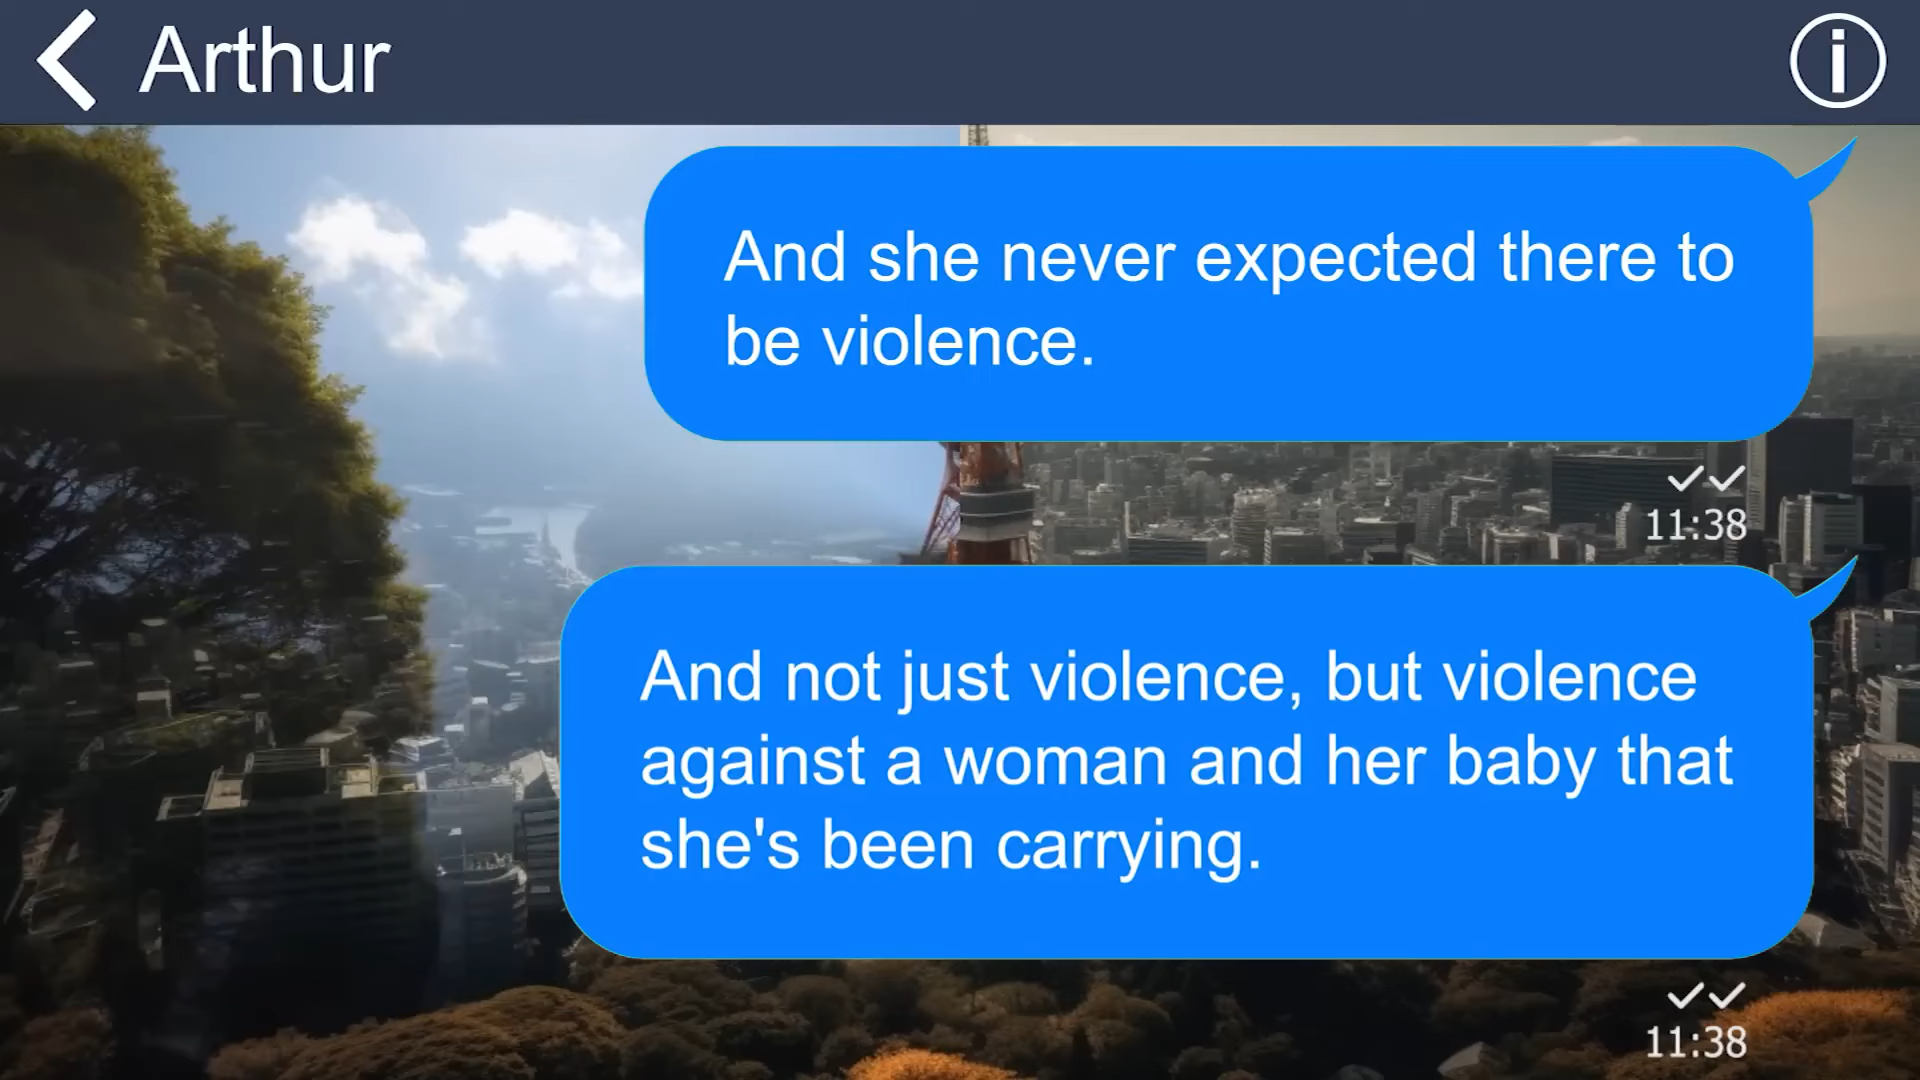 Arthur
And she never expected there to
be violence.
11:38
And not just violence, but violence
against a woman and her baby that
she's been carrying.
11:38